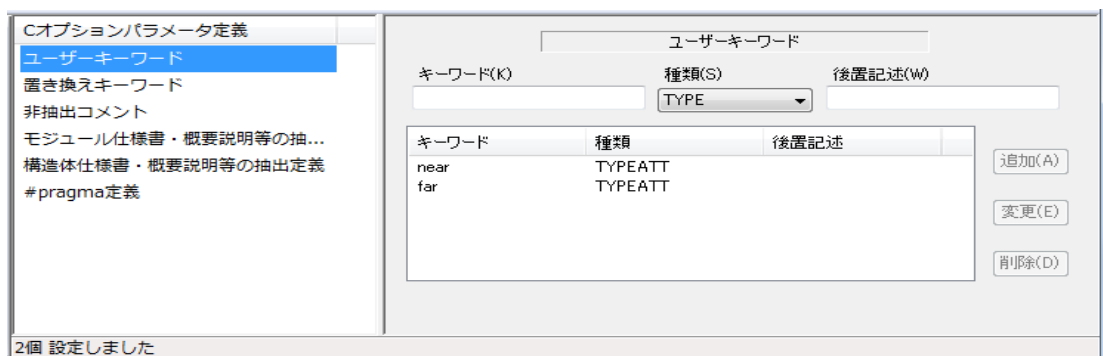 Cオプションパラメータ定義
ユーザーキーワード
置き換えキーワード
非抽出コメント
モジュール仕様書・概要説明等の抽...
構造体仕様書・概要説明等の抽出定義
#pragma定義
ユーザーキーワード
キーワード(K) 種類(S) 後置記述(W)
TYPE
キーワード 種類 後置記述
near TYPEATT
far TYPEATT
追加(A)
変更(E)
削除(D)
2個 設定しました